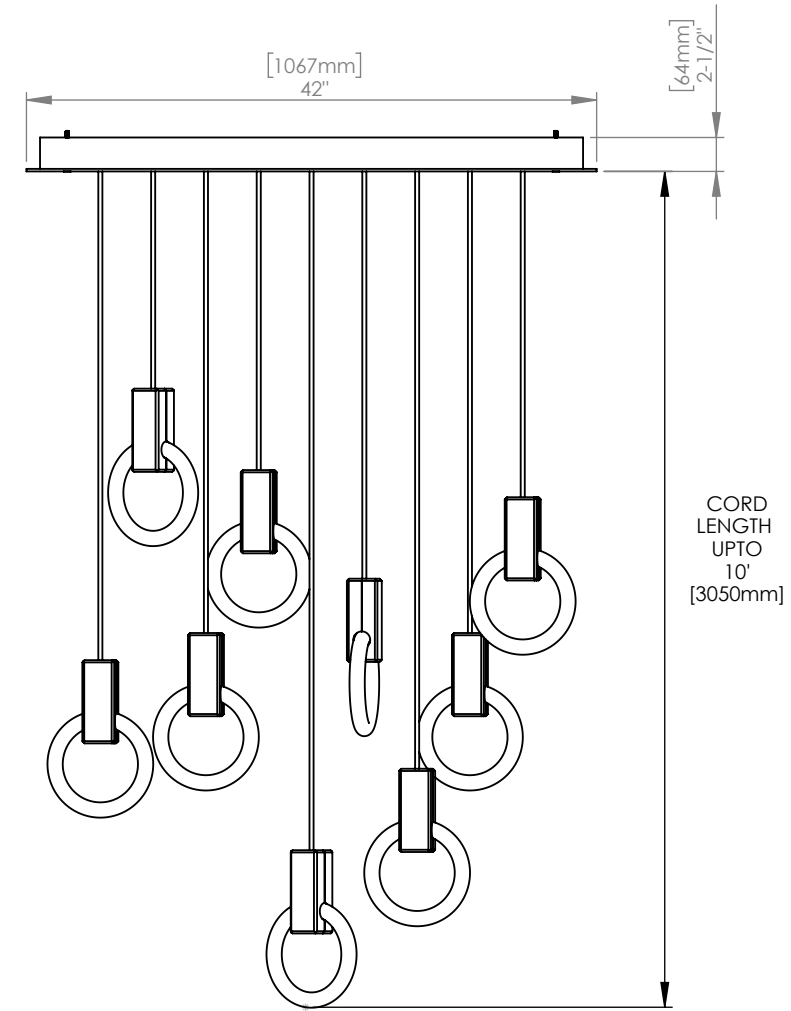 [1067mm]
42"
[64mm]
2-1/2"
CORD
LENGTH
UPTO
10'
[3050mm]